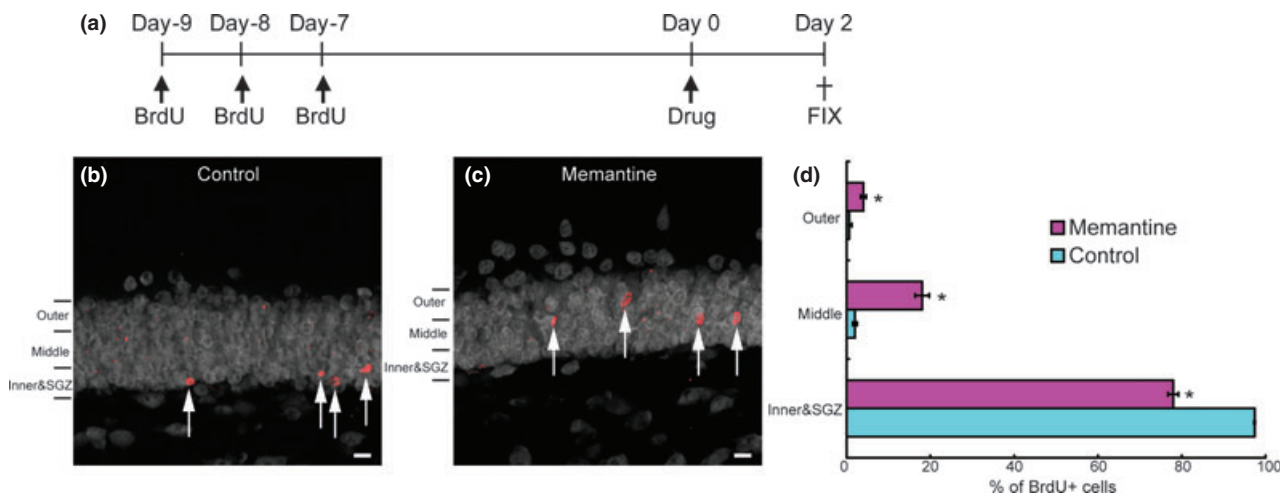 (a)
Day-9 Day-8 Day-7 Day 0 Day 2
BrdU BrdU BrdU Drug FIX
(b) Control
Outer
Middle
Inner&SGZ
(c) Memantine
Outer
Middle
Inner&SGZ
(d)
Outer *
Middle *
Inner&SGZ *
Memantine
Control
0 20 40 60 80 100
% of BrdU+ cells